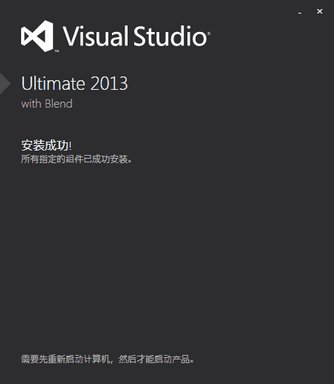 Visual Studio®
Ultimate 2013
with Blend
安装成功!
所有指定的组件已成功安装。
需要先重新启动计算机，然后才能启动产品。